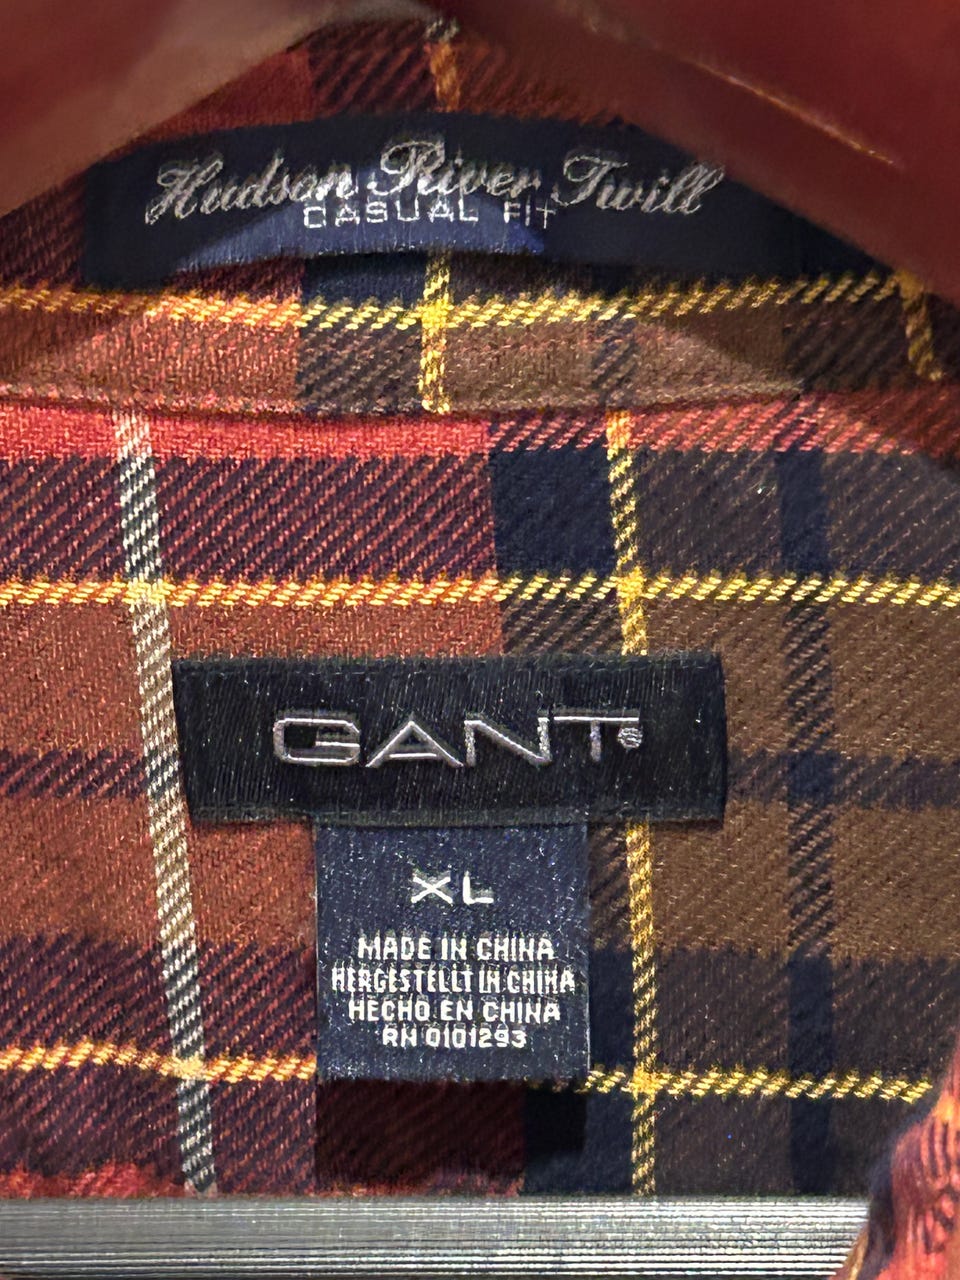 Hudson River Twill
CASUAL FIT
GANT®
XL
MADE IN CHINA
HERGESTELLT IN CHINA
HECHO EN CHINA
RN 0101293